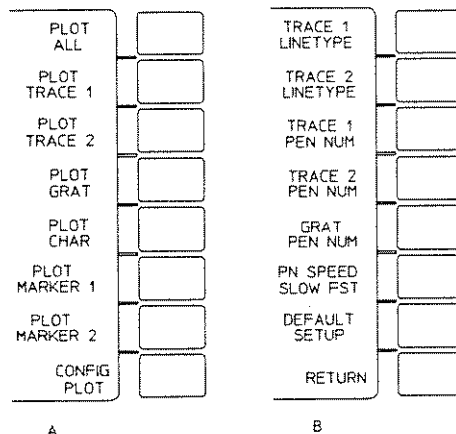 PLOT
ALL
PLOT
TRACE 1
PLOT
TRACE 2
PLOT
GRAT
PLOT
CHAR
PLOT
MARKER 1
PLOT
MARKER 2
CONFIG
PLOT
A
TRACE 1
LINETYPE
TRACE 2
LINETYPE
TRACE 1
PEN NUM
TRACE 2
PEN NUM
GRAT
PEN NUM
PN SPEED
SLOW FST
DEFAULT
SETUP
RETURN
B